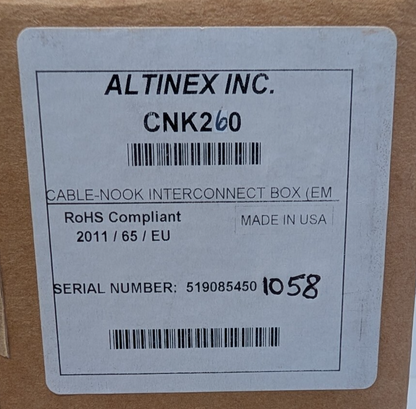 ALTINEX INC.
CNK260
CABLE-NOOK INTERCONNECT BOX (EM
RoHS Compliant
MADE IN USA
2011 / 65 / EU
SERIAL NUMBER: 519085450 1058